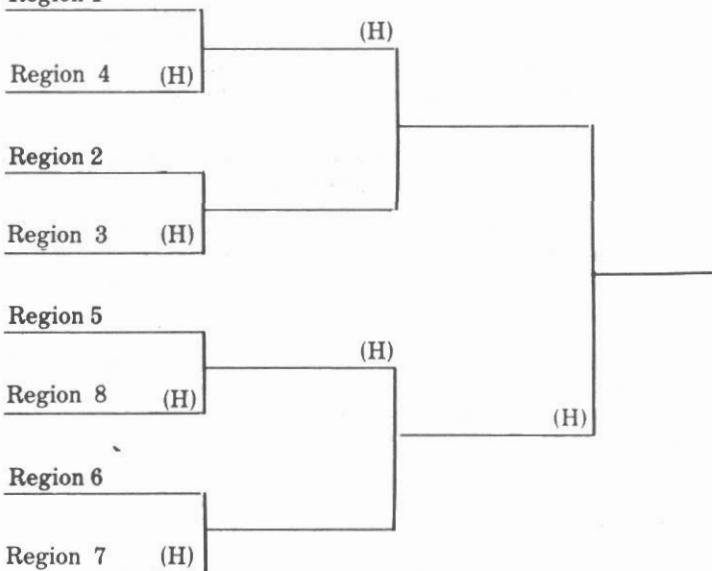 (H)
Region 4 (H)
Region 2
Region 3 (H)
Region 5
(H)
Region 8 (H)
(H)
Region 6
Region 7 (H)